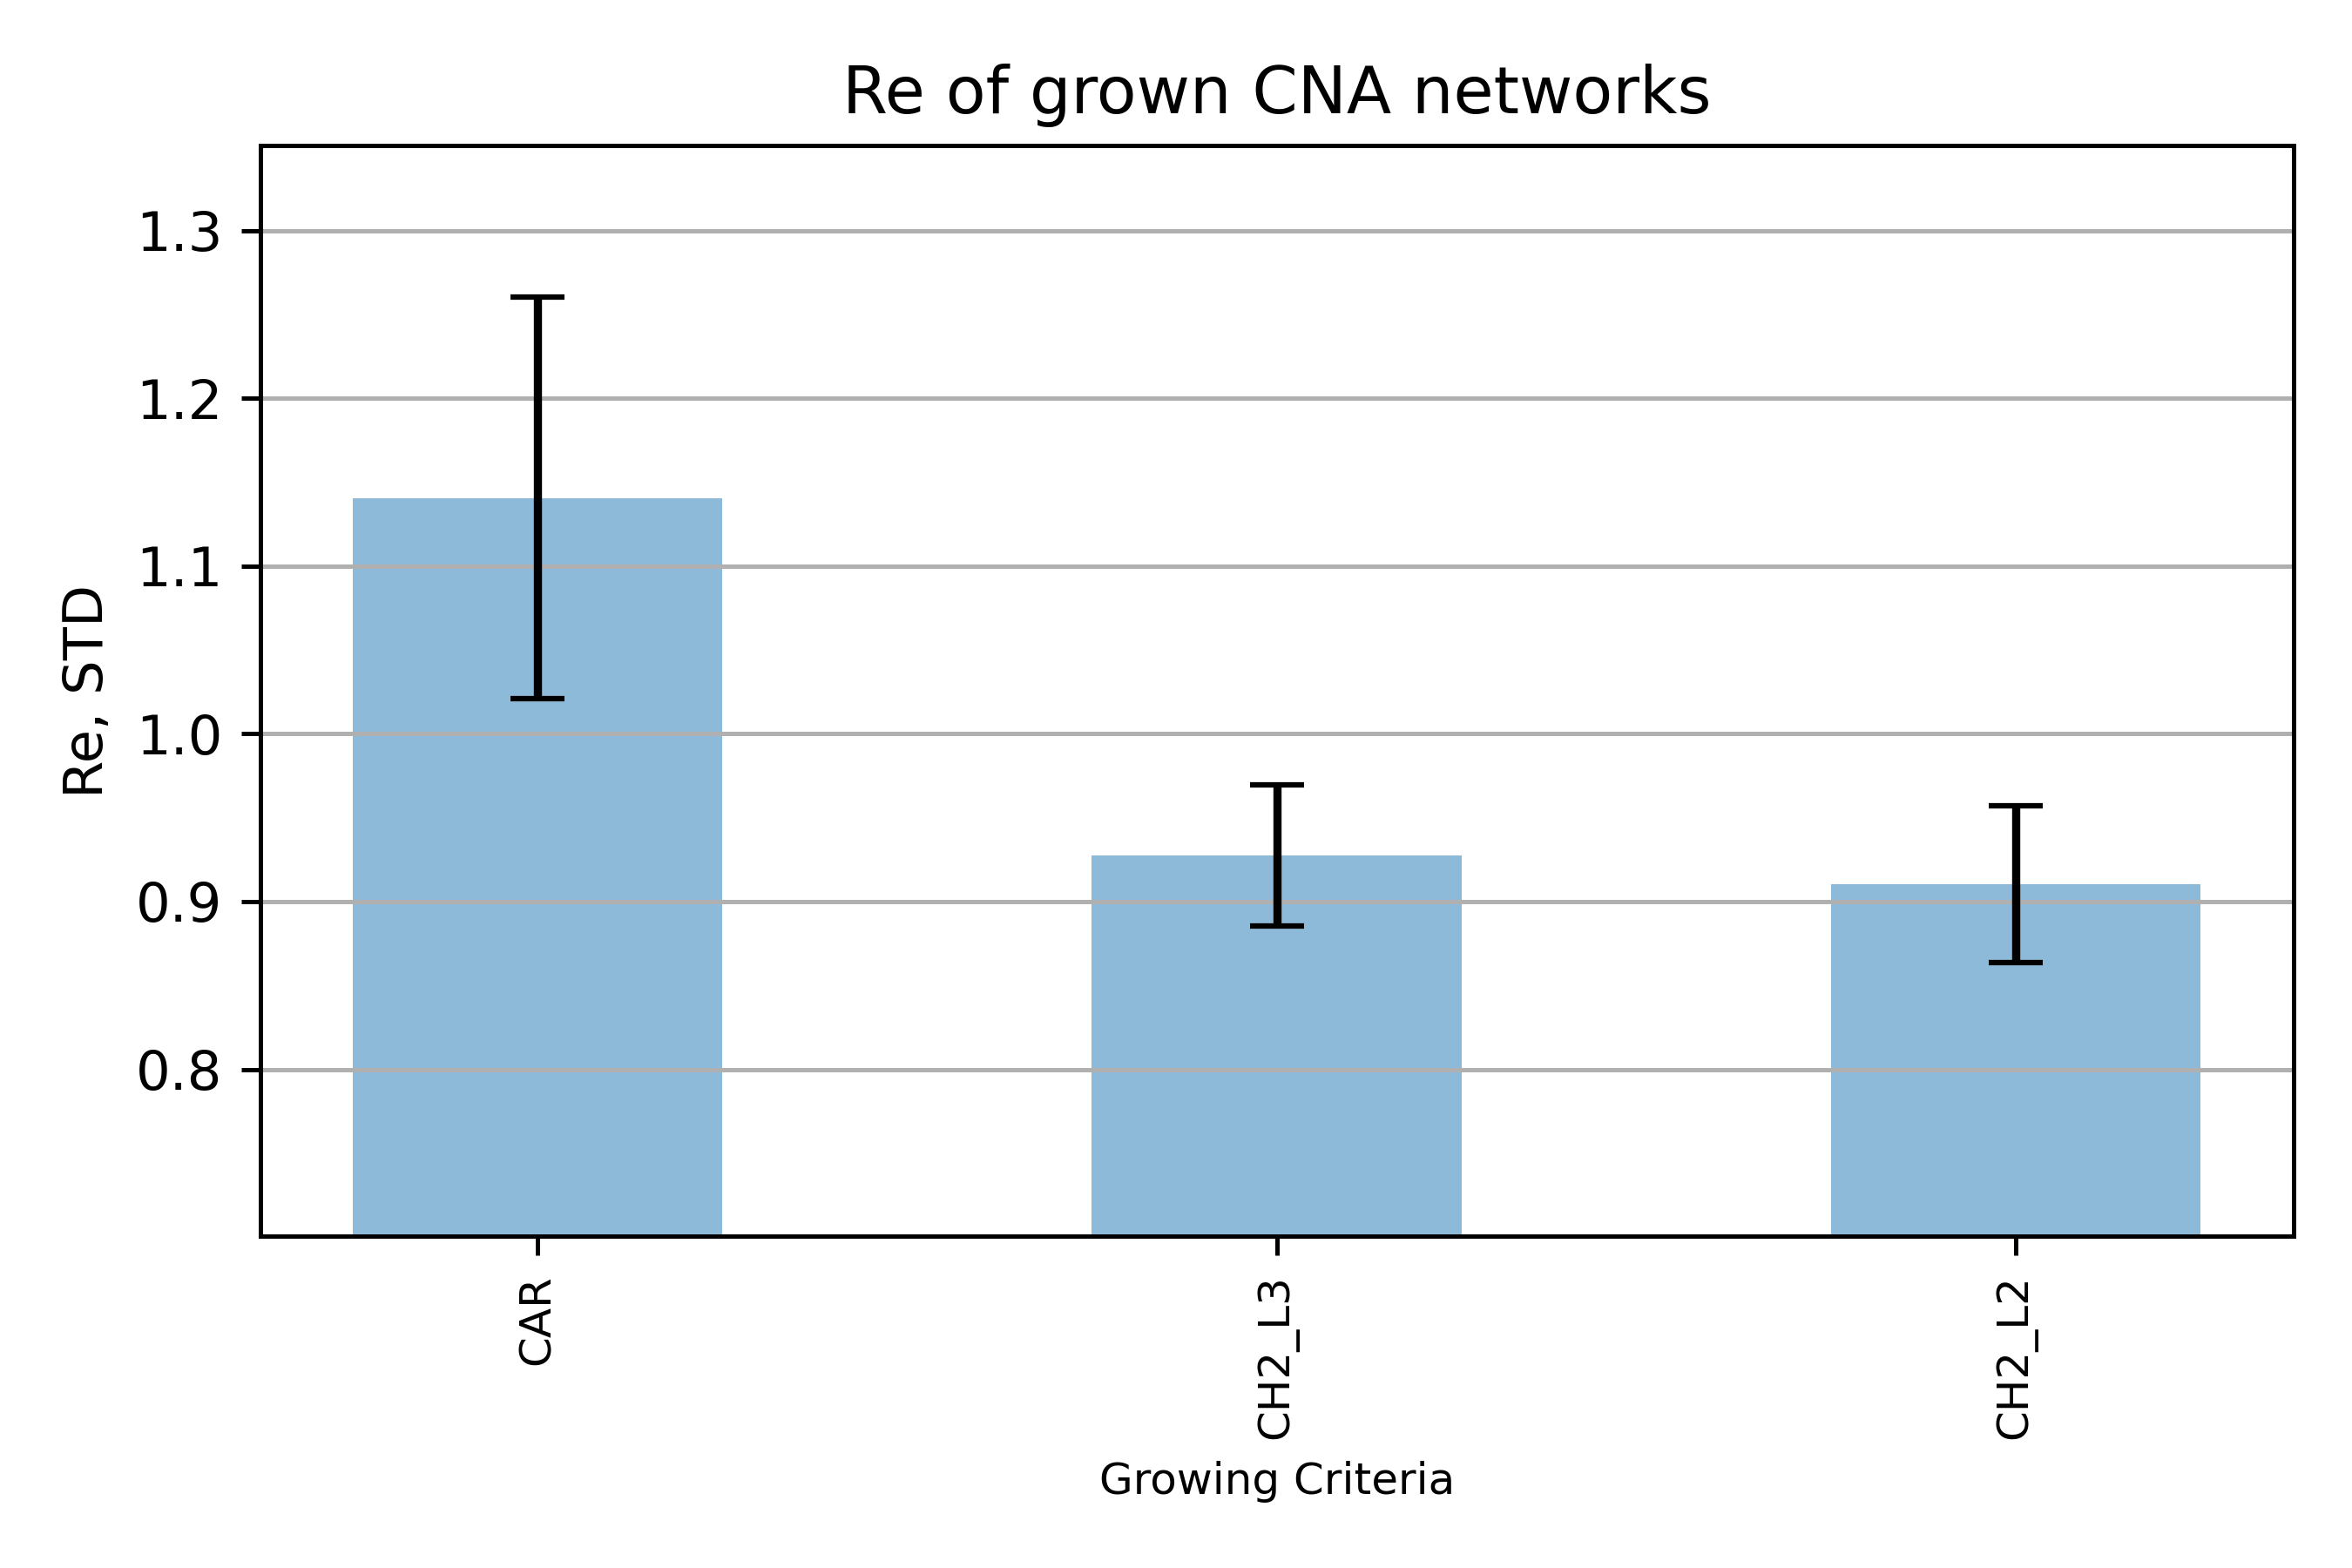 Re of grown CNA networks
Re, STD
1.3
1.2
1.1
1.0
0.9
0.8
CAR
CH2_L3
CH2_L2
Growing Criteria